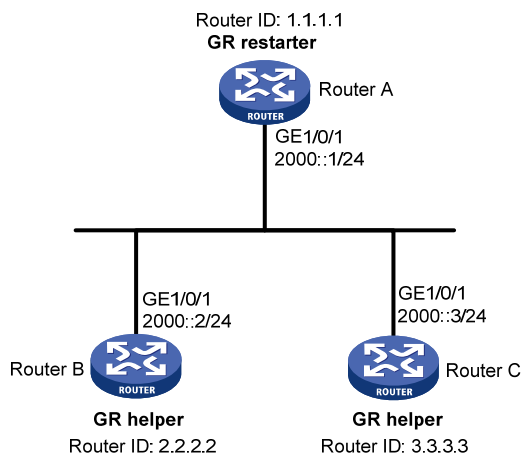 Router ID: 1.1.1.1
GR restarter
Router A
ROUTER
GE1/0/1
2000::1/24
GE1/0/1
2000::2/24
Router B
ROUTER
GR helper
Router ID: 2.2.2.2
GE1/0/1
2000::3/24
Router C
ROUTER
GR helper
Router ID: 3.3.3.3